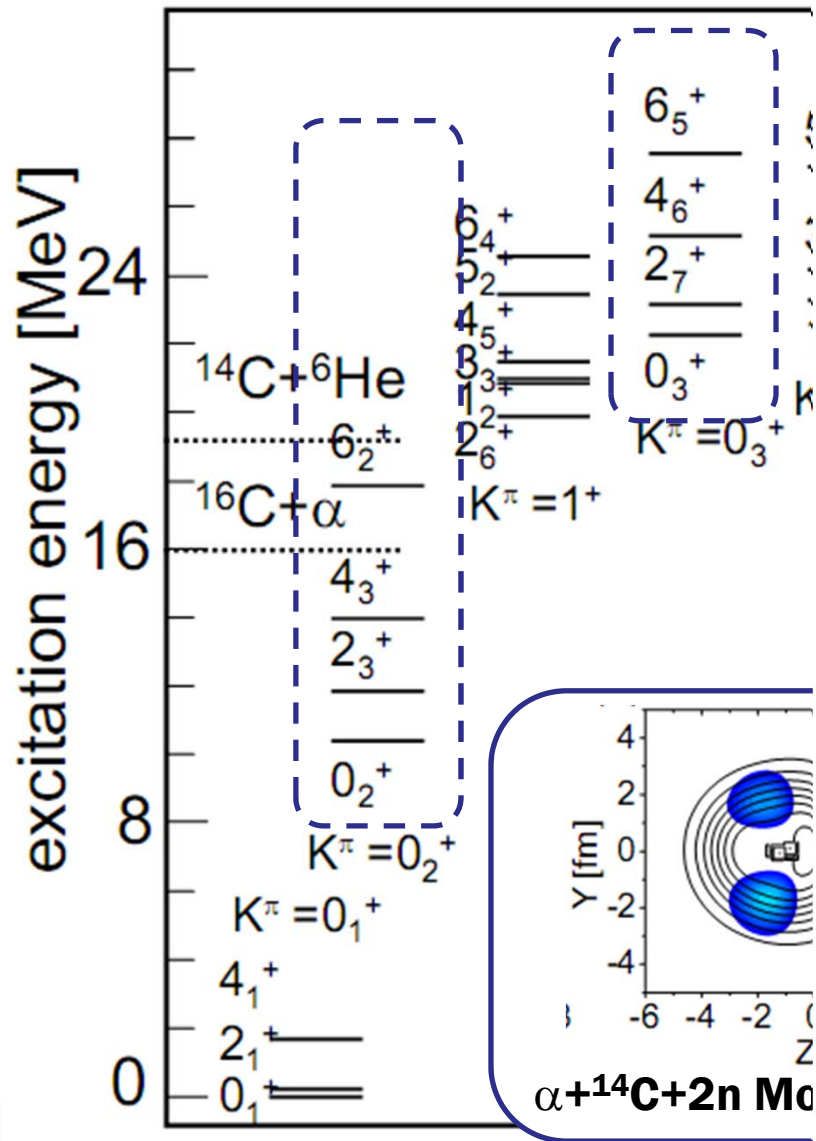 excitation energy [MeV]
24
16
8
0
¹⁴C+⁶He
¹⁶C+α
6₂⁺
4₃⁺
2₃⁺
0₂⁺
K^π =0₂⁺
K^π =0₁⁺
4₁⁺
2₁⁺
0₁⁺
6₄⁺
5₂⁺
4₅⁺
3₃⁺
1₂⁺
2₆⁺
K^π =1⁺
6₅⁺
4₆⁺
2₇⁺
0₃⁺
K^π =0₃⁺
K
Y [fm]
4
2
0
-2
-4
-6 -4 -2
Z
α+¹⁴C+2n